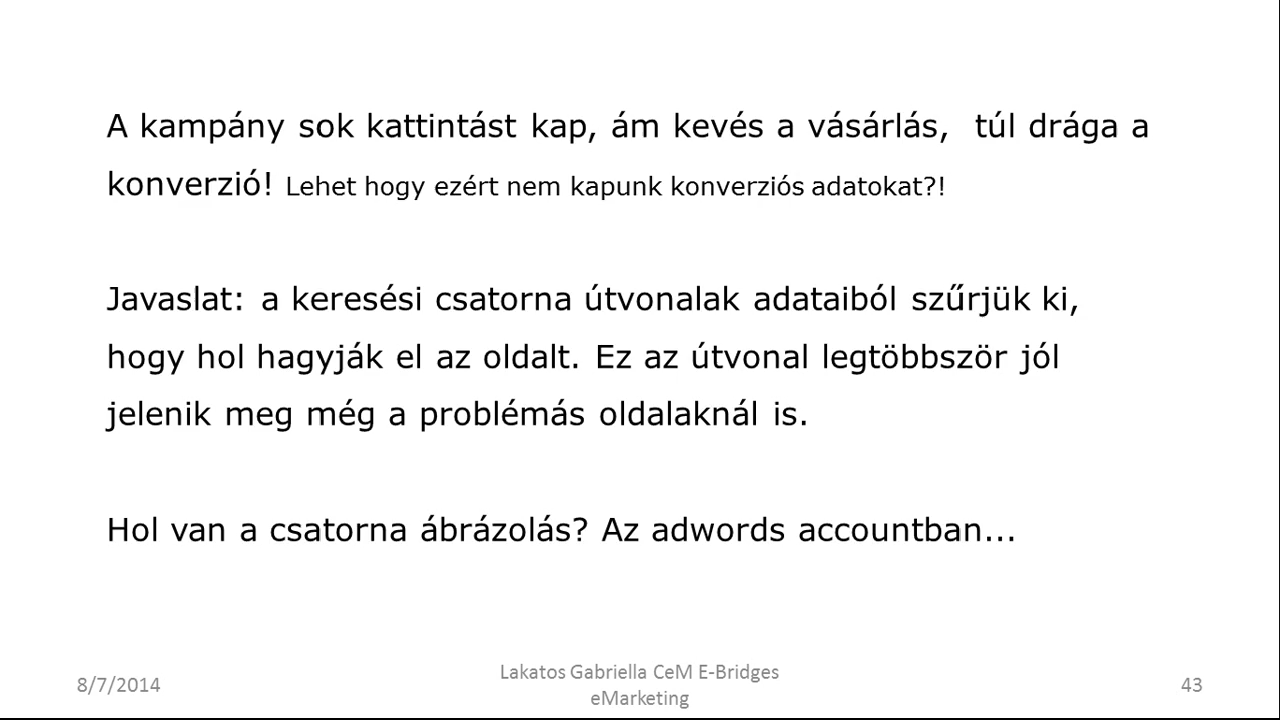 A kampány sok kattintást kap, ám kevés a vásárlás, túl drága a
konverzió! Lehet hogy ezért nem kapunk konverziós adatokat?!
Javaslat: a keresési csatorna útvonalak adataiból szűrjük ki,
hogy hol hagyják el az oldalt. Ez az útvonal legtöbbször jól
jelenik meg még a problémás oldalaknál is.
Hol van a csatorna ábrázolás? Az adwords accountban...
8/7/2014
Lakatos Gabriella CeM E-Bridges
eMarketing
43